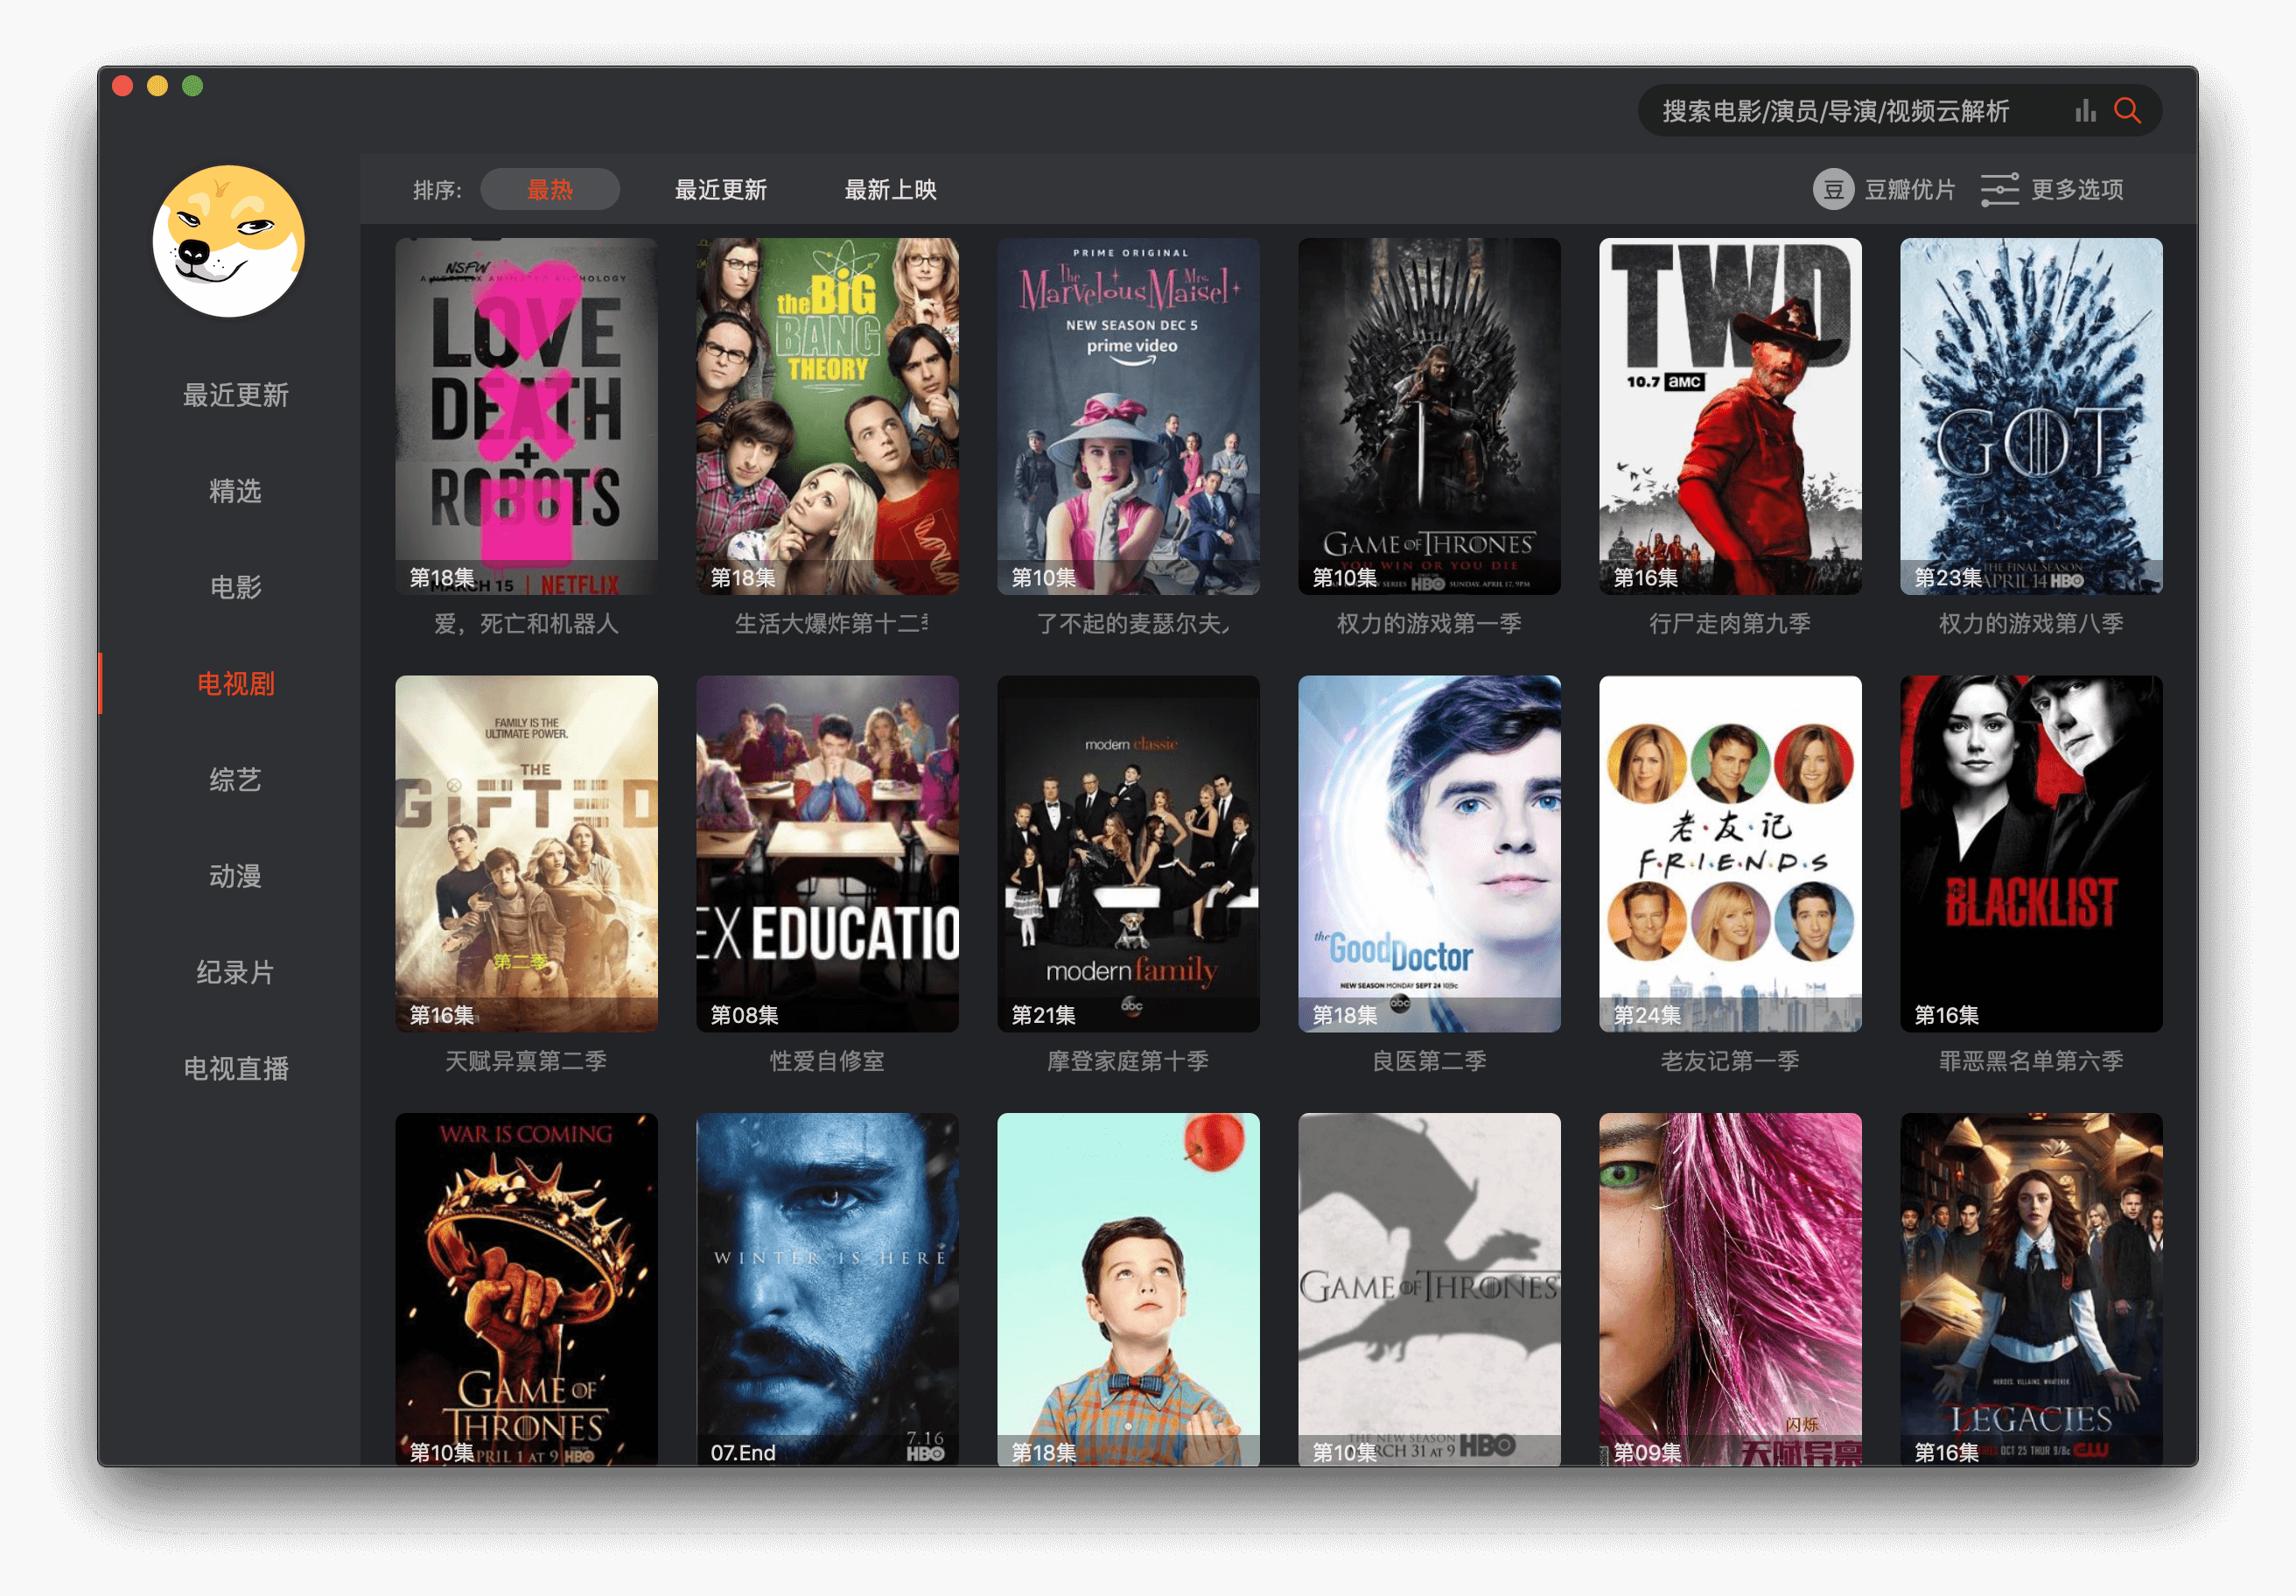 搜索电影/演员/导演/视频云解析
排序:
最热
最近更新
最新上映
豆
豆瓣优片
更多选项
最近更新
精选
电影
电视剧
综艺
动漫
纪录片
电视直播
NSFW
LOVE
DEATH
+
ROBOTS
MARCH 15 | NETFLIX
第18集
爱，死亡和机器人
the BIG
BANG
THEORY
第18集
生活大爆炸第十二
PRIME ORIGINAL
The
Marvelous Mrs. Maisel
NEW SEASON DEC 5
prime video
第10集
了不起的麦瑟尔夫
GAME OF THRONES
YOU WIN OR YOU DIE
SERIES HBO SUNDAY, APRIL 17, 9PM
第10集
权力的游戏第一季
TWD
10.7 amc
第16集
行尸走肉第九季
GOT
THE FINAL SEASON
APRIL 14 HBO
第23集
权力的游戏第八季
FAMILY IS THE
ULTIMATE POWER.
THE
GIFTED
第二季
第16集
天赋异禀第二季
EX EDUCATIO
第08集
性爱自修室
modern classic
modern family
abc
第21集
摩登家庭第十季
the Good Doctor
NEW SEASON MONDAY SEPT 24 10|9c
abc
第18集
良医第二季
老·友·记
F·R·I·E·N·D·S
第24集
老友记第一季
BLACKLIST
第16集
罪恶黑名单第六季
WAR IS COMING
GAME OF
THRONES
APRIL 1 AT 9 HBO
第10集
WINTER IS HERE
7.16
HBO
07.End
第18集
GAME OF THRONES
THE NEW SEASON
MARCH 31 AT 9 HBO
第10集
闪烁
天赋异禀
第09集
HEROES. VILLAINS. WHATEVER.
LEGACIES
OCT 25 THUR 9/8c CW
第16集